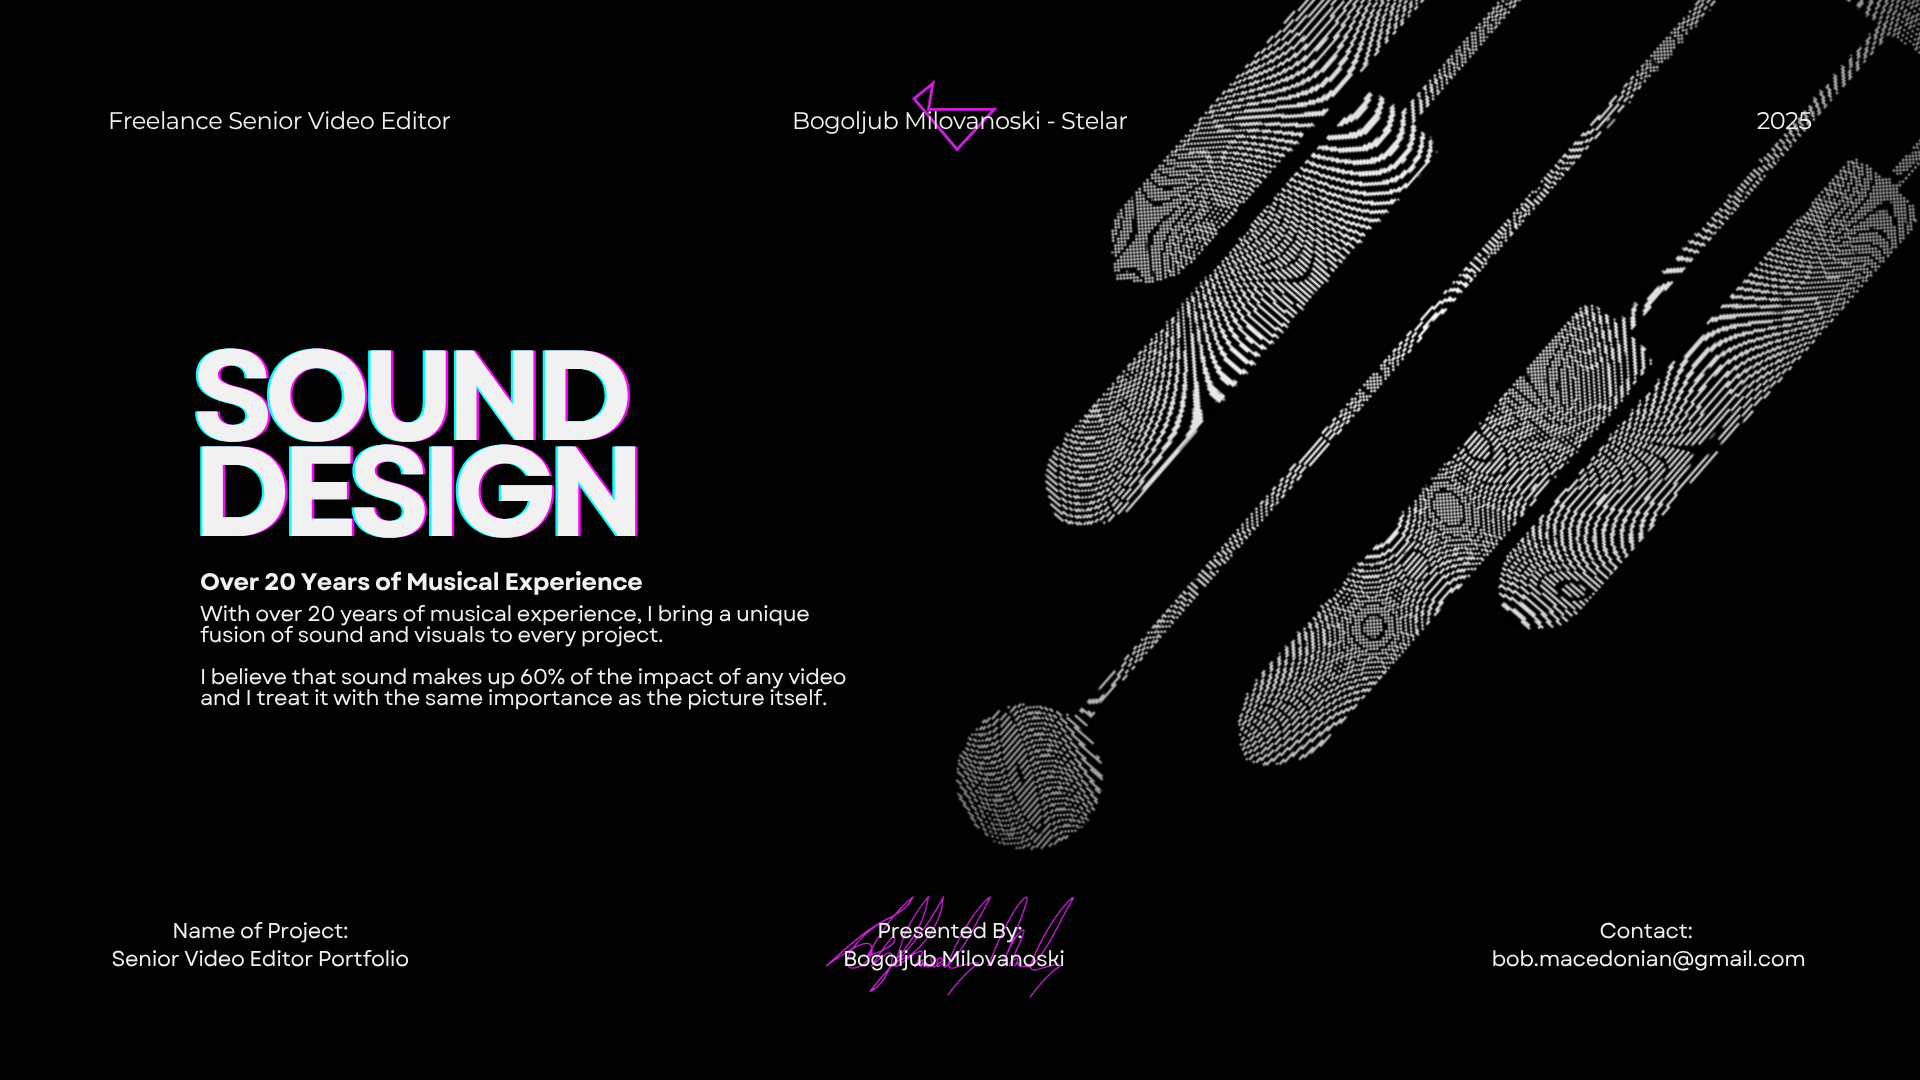 Freelance Senior Video Editor
Bogoljub Milovanoski - Stelar
2025
SOUND
DESIGN
Over 20 Years of Musical Experience
With over 20 years of musical experience, I bring a unique
fusion of sound and visuals to every project.
I believe that sound makes up 60% of the impact of any video
and I treat it with the same importance as the picture itself.
Name of Project:
Senior Video Editor Portfolio
Presented By:
Bogoljub Milovanoski
Contact:
bob.macedonian@gmail.com